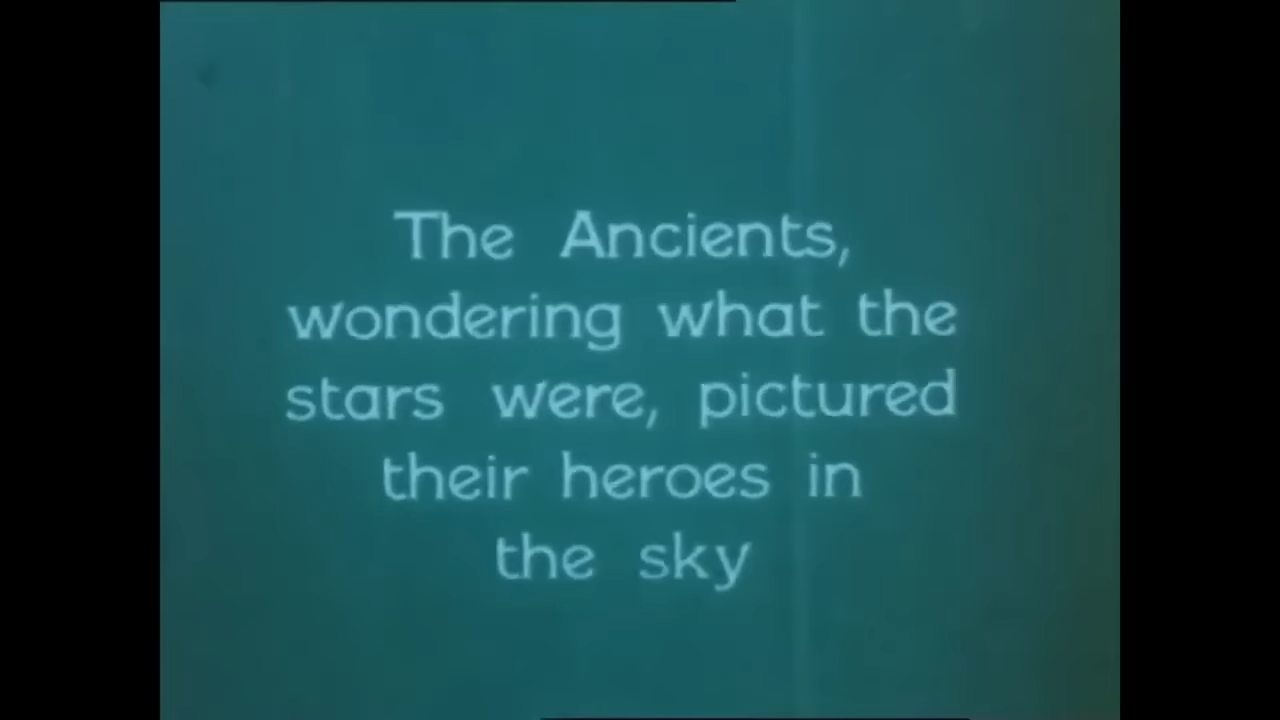 The Ancients,
wondering what the
stars were, pictured
their heroes in
the sky